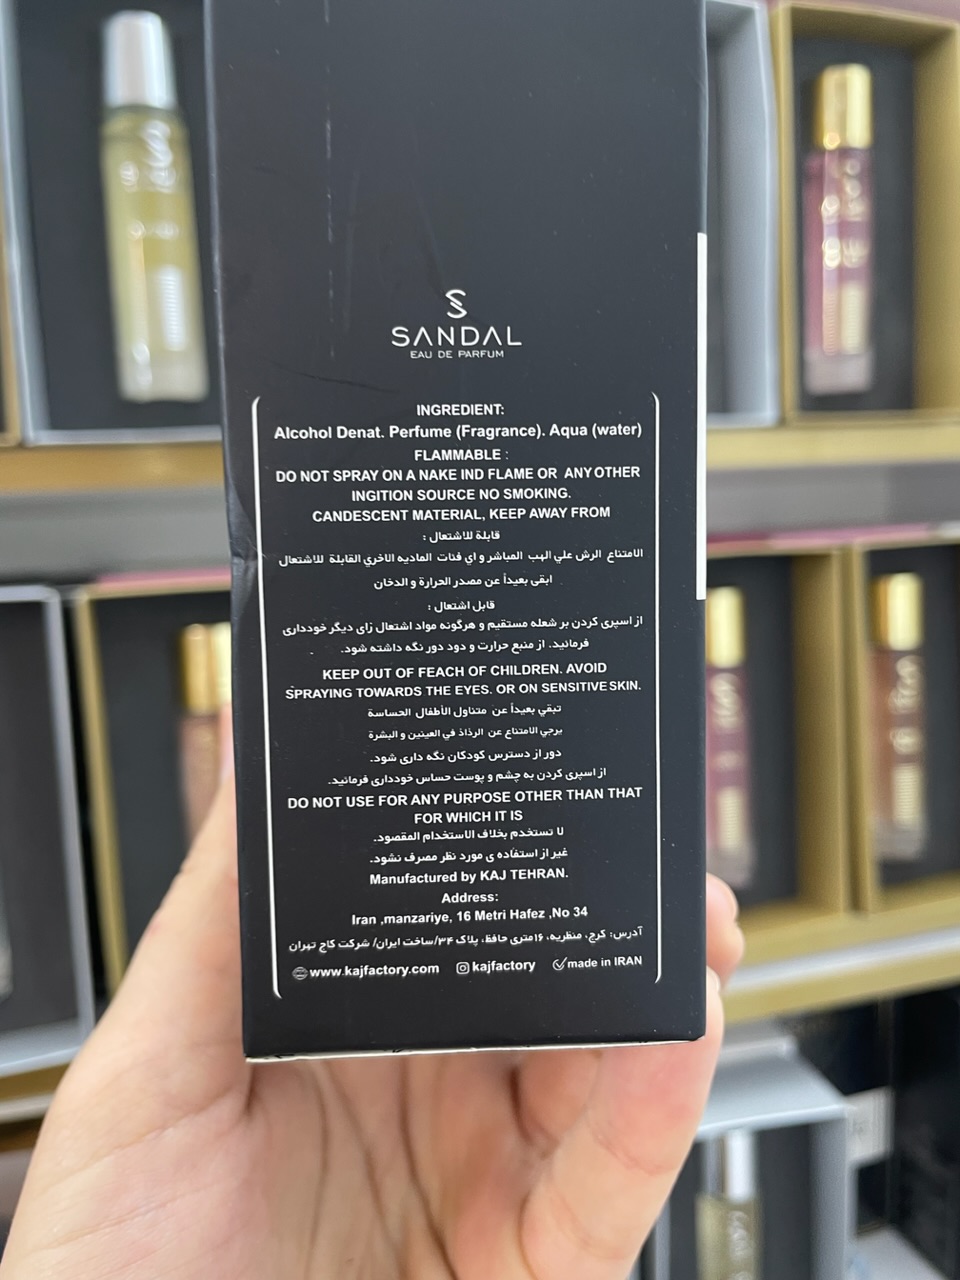 SANDAL
EAU DE PARFUM
INGREDIENT:
Alcohol Denat. Perfume (Fragrance). Aqua (water)
FLAMMABLE :
DO NOT SPRAY ON A NAKE IND FLAME OR ANY OTHER
INGITION SOURCE NO SMOKING.
CANDESCENT MATERIAL, KEEP AWAY FROM
قابلة للاشتعال :
الامتناع الرش علي الهب المباشر و اي فئات الماديه الاخري القابلة للاشتعال
ابقى بعيداً عن مصدر الحرارة و الدخان
قابل اشتعال :
از اسپری کردن بر شعله مستقیم و هرگونه مواد اشتعال زای دیگر خودداری
فرمائید. از منبع حرارت و دود دور نگه داشته شود.
KEEP OUT OF FEACH OF CHILDREN. AVOID
SPRAYING TOWARDS THE EYES. OR ON SENSITIVE SKIN.
تبقي بعيداً عن متناول الأطفال الحساسة
يرجي الامتناع عن الرذاذ في العينين و البشرة
دور از دسترس کودکان نگه داری شود.
از اسپری کردن به چشم و پوست حساس خودداری فرمائید.
DO NOT USE FOR ANY PURPOSE OTHER THAN THAT
FOR WHICH IT IS
لا تستخدم بخلاف الاستخدام المقصود.
غیر از استفاده ی مورد نظر مصرف نشود.
Manufactured by KAJ TEHRAN.
Address:
Iran ,manzariye, 16 Metri Hafez ,No 34
آدرس: کرج، منظریه، ۱۶متری حافظ، پلاک ۳۴/ساخت ایران/ شرکت کاج تهران
www.kajfactory.com kajfactory made in IRAN